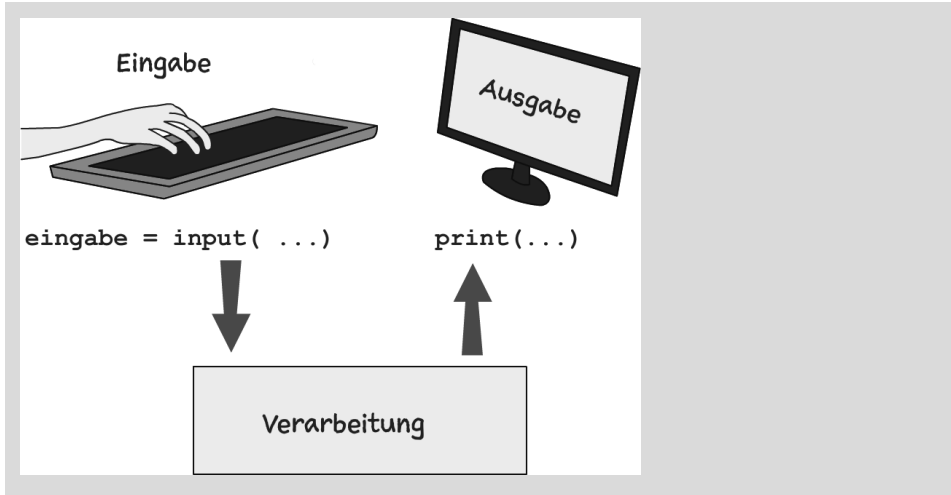 Eingabe
Ausgabe
eingabe = input( ...)
print(...)
Verarbeitung